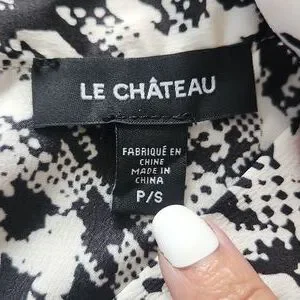 LE CHÂTEAU
FABRIQUÉ EN
CHINE
MADE IN
CHINA
P/S